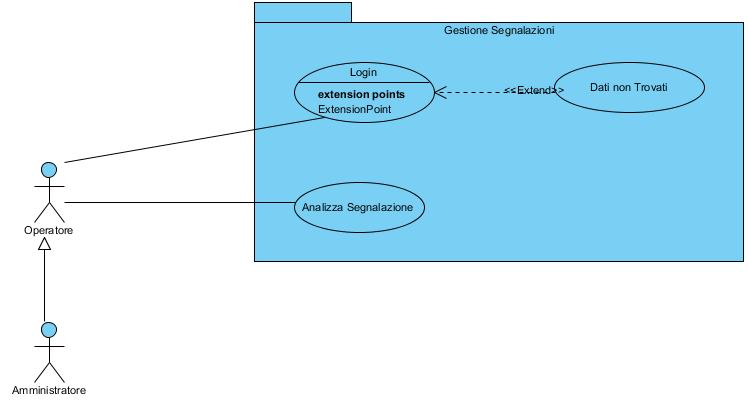 Gestione Segnalazioni
Login
extension points
ExtensionPoint
<<Extend>>
Dati non Trovati
Analizza Segnalazione
Operatore
Amministratore